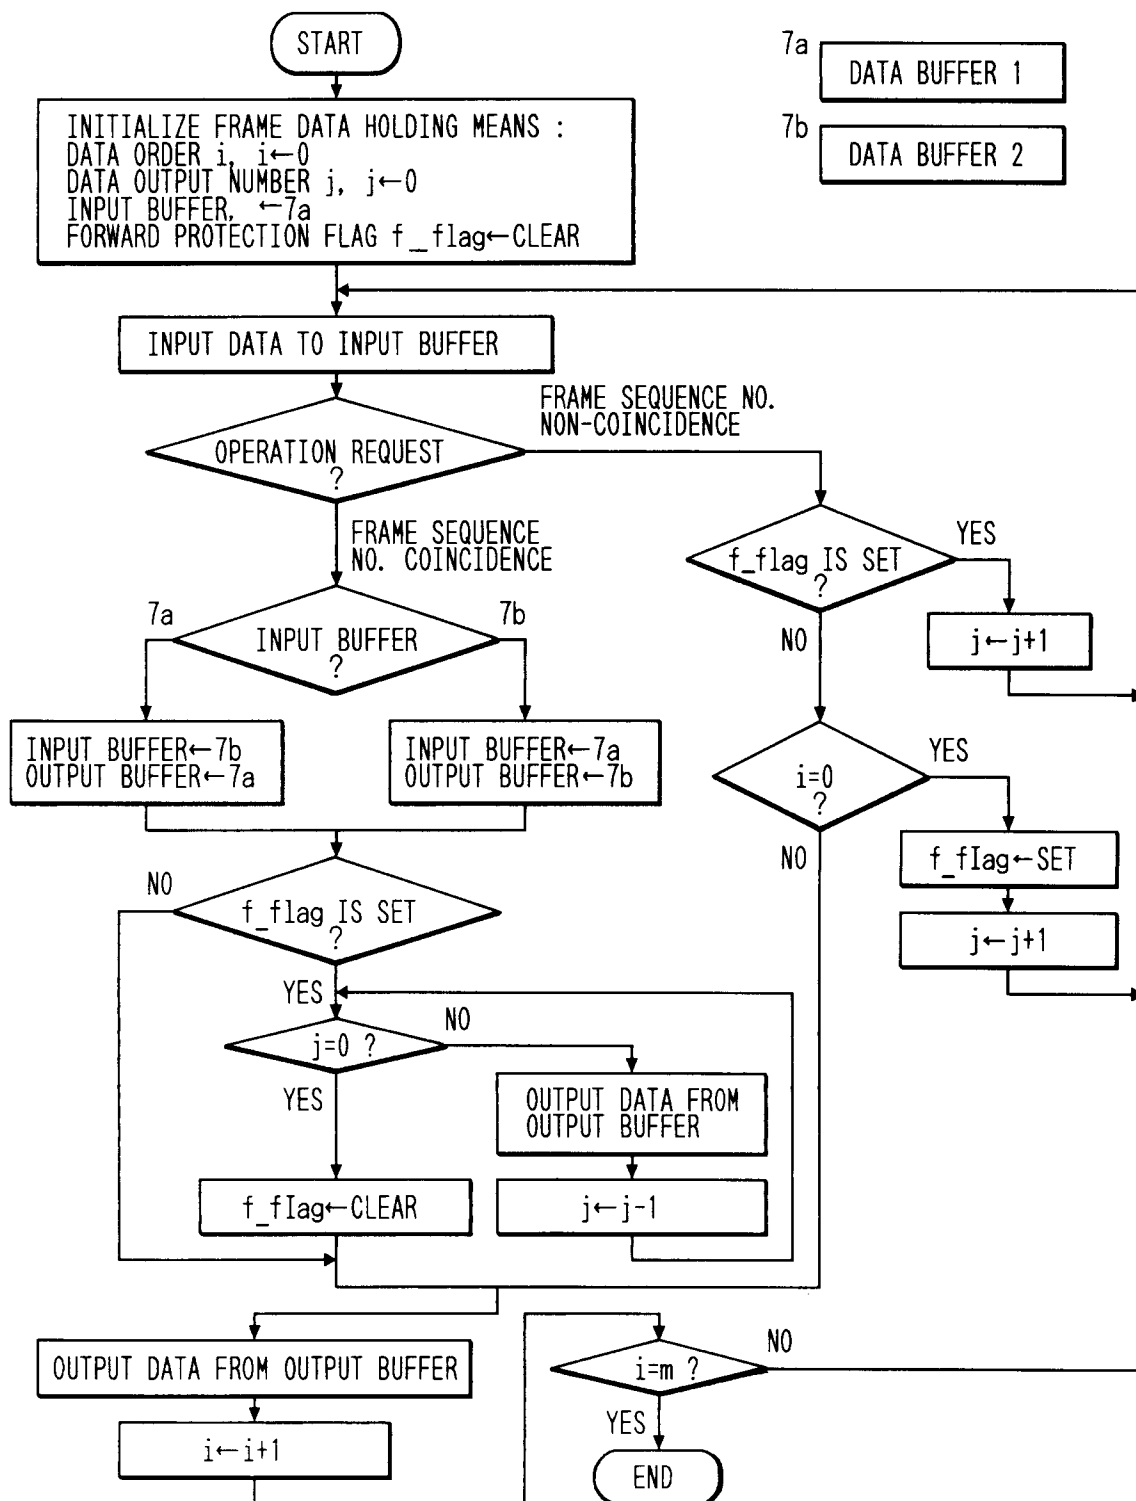 START
7a
DATA BUFFER 1
7b
DATA BUFFER 2
INITIALIZE FRAME DATA HOLDING MEANS :
DATA ORDER i, i←0
DATA OUTPUT NUMBER j, j←0
INPUT BUFFER, ←7a
FORWARD PROTECTION FLAG f_flag←CLEAR
INPUT DATA TO INPUT BUFFER
FRAME SEQUENCE NO.
NON-COINCIDENCE
OPERATION REQUEST
?
FRAME SEQUENCE
NO. COINCIDENCE
f_flag IS SET
?
YES
NO
j←j+1
7a
7b
INPUT BUFFER
?
INPUT BUFFER←7b
OUTPUT BUFFER←7a
INPUT BUFFER←7a
OUTPUT BUFFER←7b
i=0
?
YES
NO
f_flag←SET
j←j+1
NO
f_flag IS SET
?
YES
j=0 ?
NO
YES
OUTPUT DATA FROM
OUTPUT BUFFER
f_flag←CLEAR
j←j-1
OUTPUT DATA FROM OUTPUT BUFFER
i←i+1
i=m ?
NO
YES
END